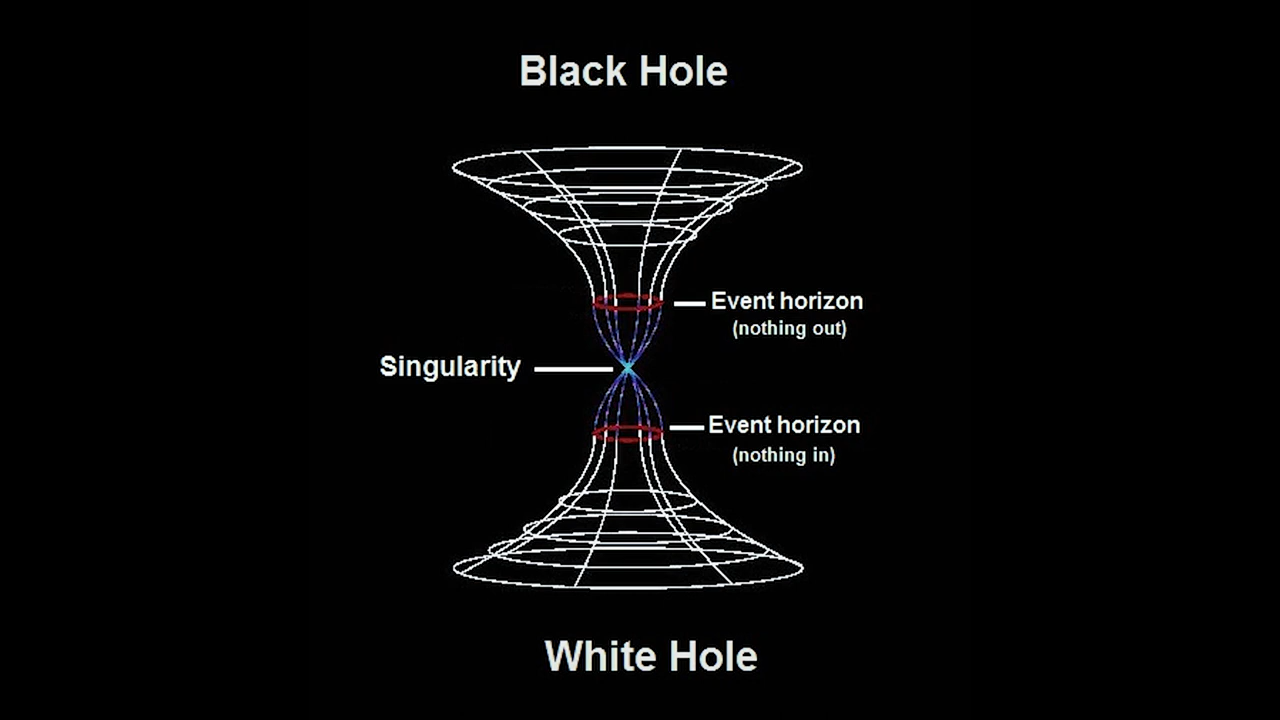 Black Hole
Event horizon
(nothing out)
Singularity
Event horizon
(nothing in)
White Hole